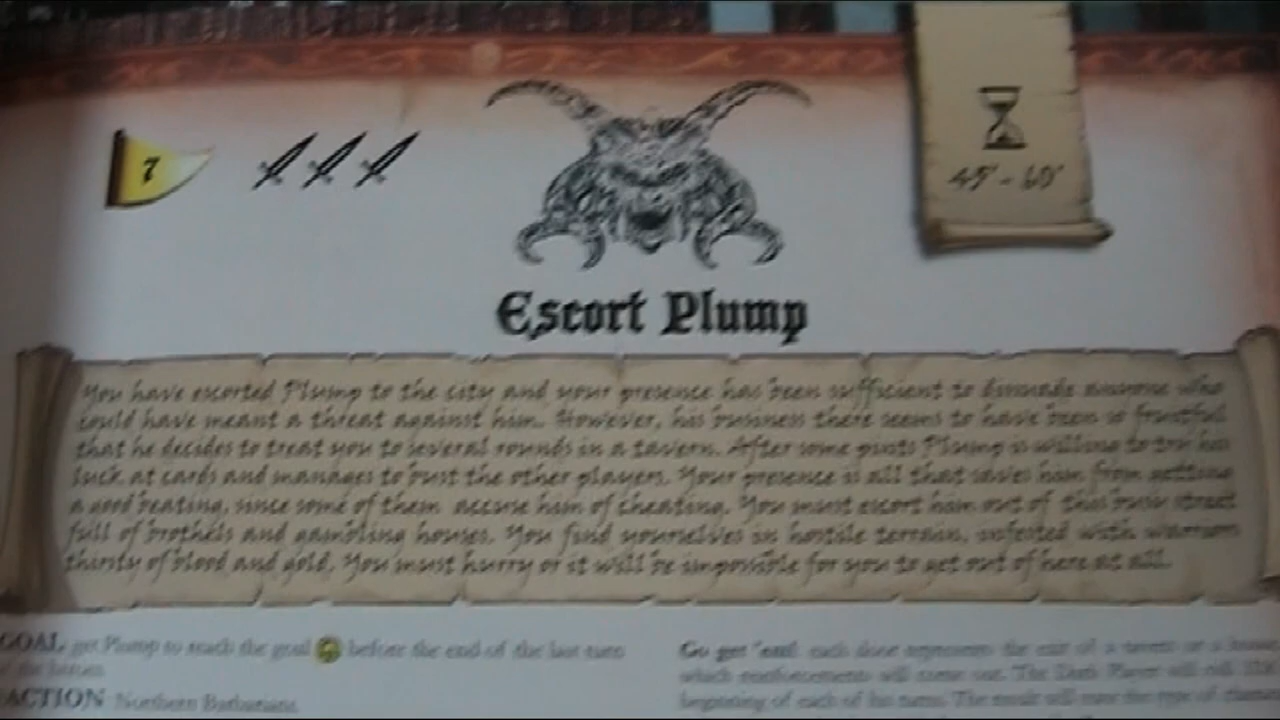 7
45' - 60'
Escort Plump
You have escorted Plump to the city and your presence has been sufficient to dissuade anyone who
could have meant a threat against him. However, his business there seems to have been so fruitful
that he decides to treat you to several rounds in a tavern. After some pints Plump is willing to try his
luck at cards and manages to bust the other players. Your presence is all that saves him from getting
a good beating, since some of them accuse him of cheating. You must escort him out of this busy street
full of brothels and gambling houses. You find yourselves in hostile terrain, infested with warriors
thirsty of blood and gold. You must hurry or it will be impossible for you to get out of here at all.
GOAL get Plump to reach the goal before the end of the last turn
Go get 'em! each door represents the exit of a tavern or a house
of the heroes
which reinforcements will come out. The Dark Player will roll
ACTION Northern Barbarians
beginning of each of his turns. The result will mark the type of